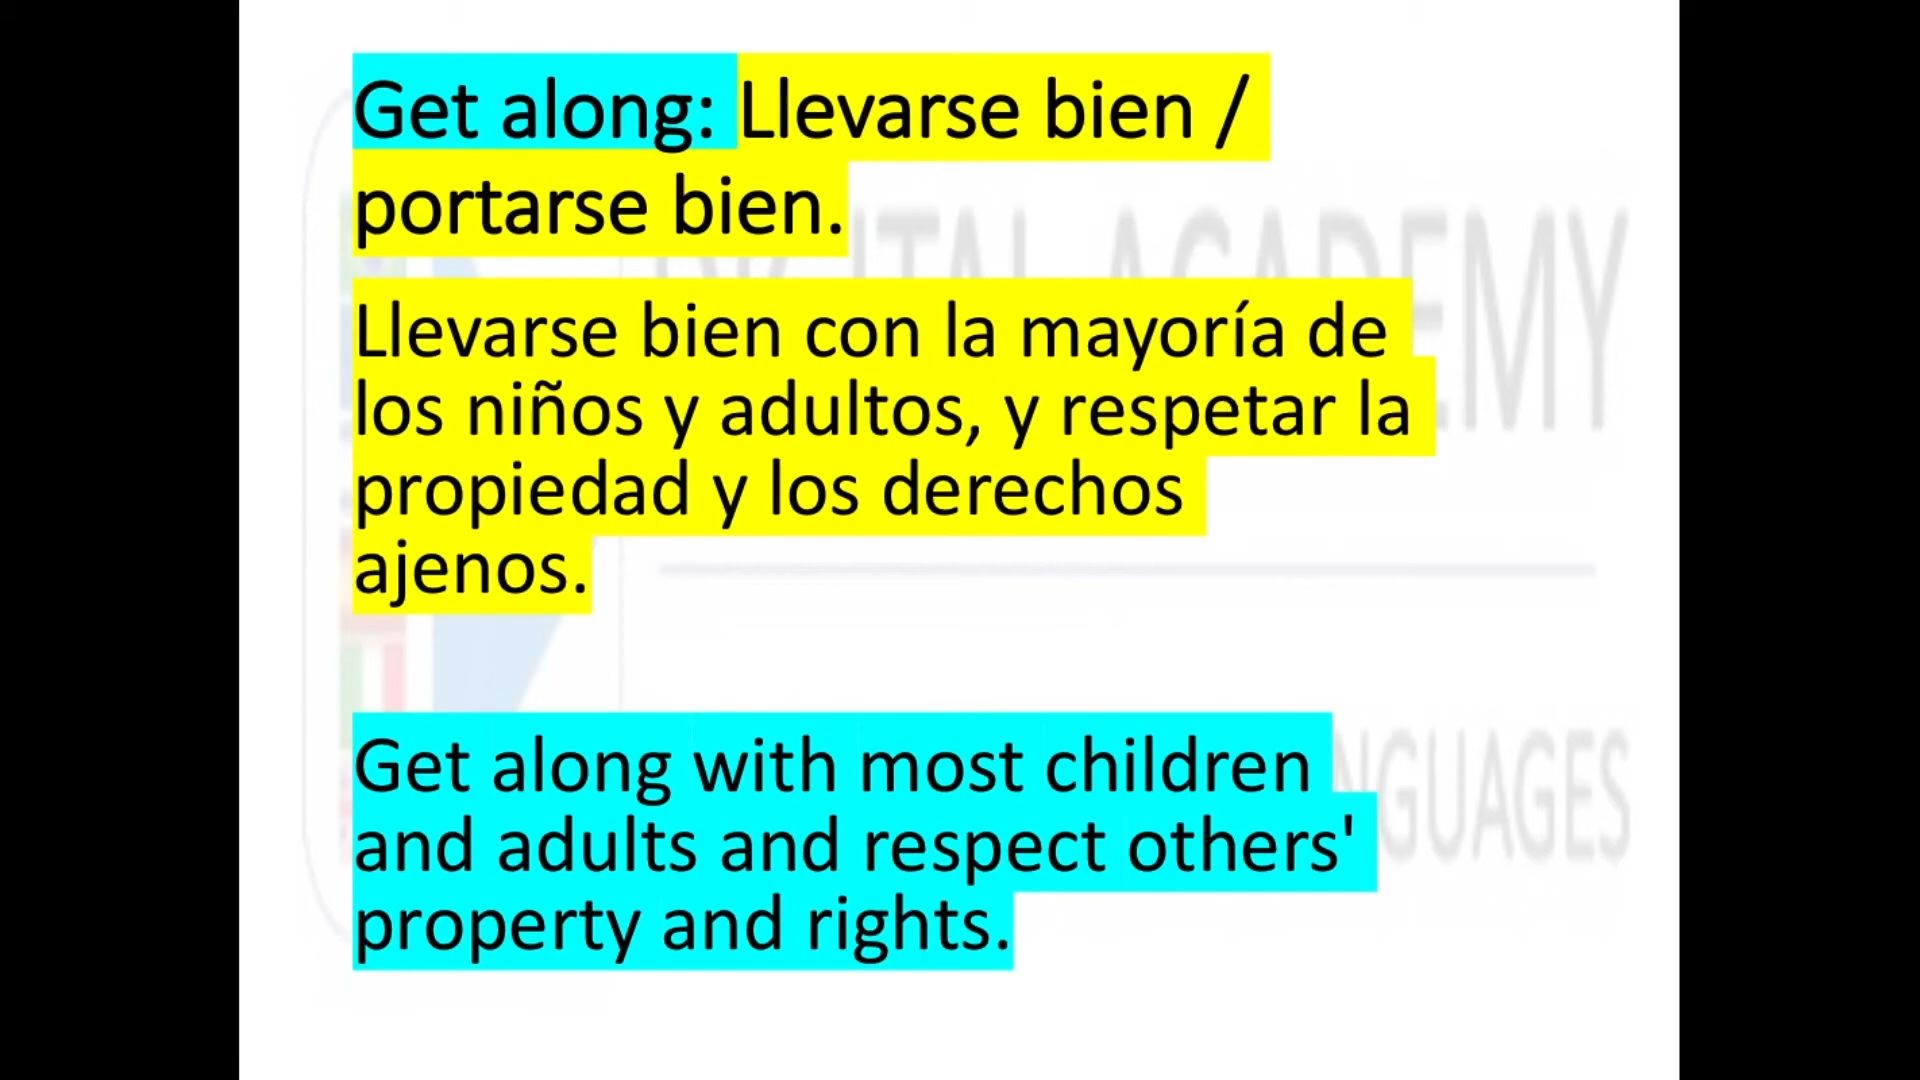 Get along: Llevarse bien /
portarse bien.
Llevarse bien con la mayoría de
los niños y adultos, y respetar la
propiedad y los derechos
ajenos.
Get along with most children
and adults and respect others'
property and rights.